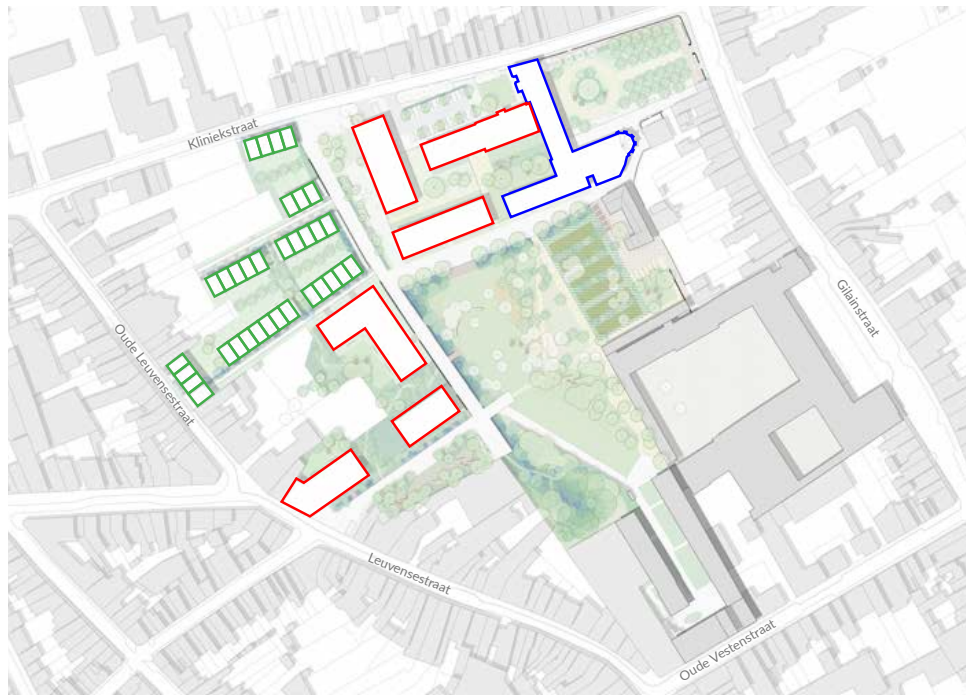 Kliniekstraat
Gilainstraat
Oude Leuvensestraat
Leuvensestraat
Oude Vestenstraat